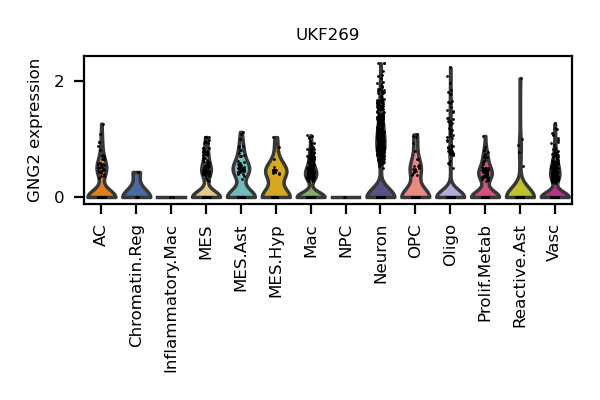 UKF269
GNG2 expression
2
0
AC
Chromatin.Reg
Inflammatory.Mac
MES
MES.Ast
MES.Hyp
Mac
NPC
Neuron
OPC
Oligo
Prolif.Metab
Reactive.Ast
Vasc